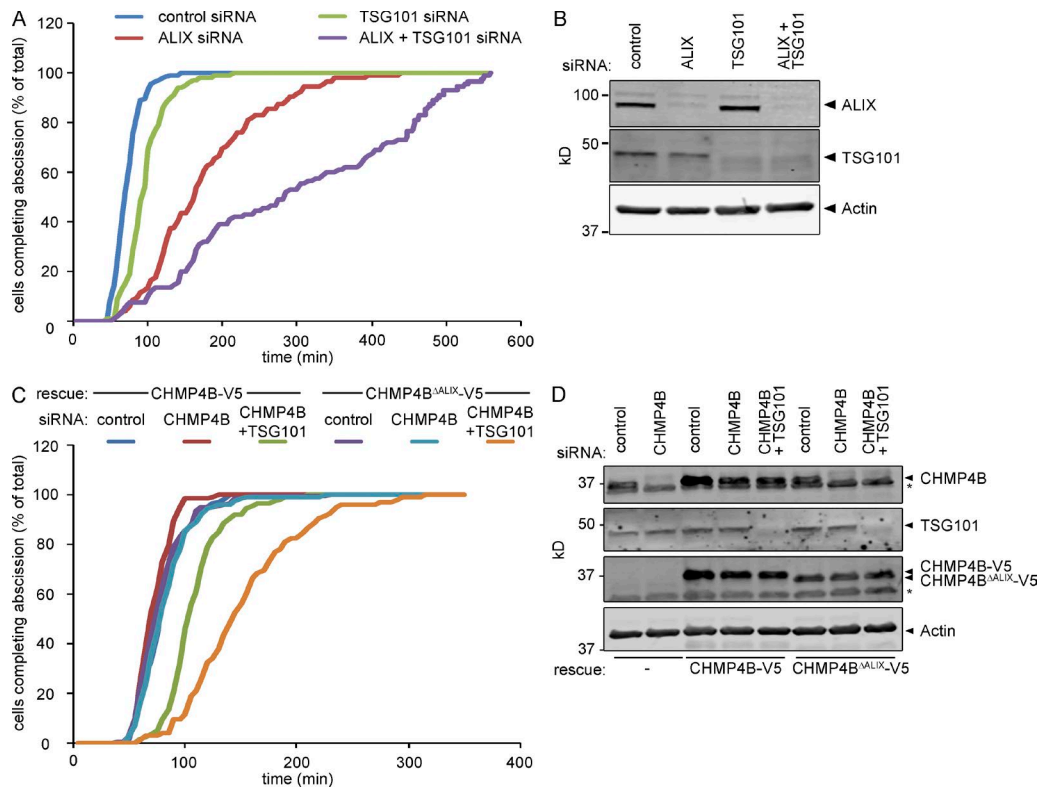 A
control siRNA
TSG101 siRNA
ALIX siRNA
ALIX + TSG101 siRNA
cells completing abscission (% of total)
120
100
80
60
40
20
0
0 100 200 300 400 500 600
time (min)
B
siRNA:
control
ALIX
TSG101
ALIX +
TSG101
100
ALIX
50
TSG101
kD
Actin
37
C
rescue: CHMP4B-V5 CHMP4BΔALIX-V5
siRNA: control CHMP4B CHMP4B +TSG101 control CHMP4B CHMP4B +TSG101
cells completing abscission (% of total)
120
100
80
60
40
20
0
0 100 200 300 400
time (min)
D
siRNA:
control
CHMP4B
control
CHMP4B
CHMP4B
+ TSG101
control
CHMP4B
CHMP4B
+ TSG101
37
CHMP4B
*
50
TSG101
kD
37
CHMP4B-V5
CHMP4BΔALIX-V5
*
Actin
37
rescue: - CHMP4B-V5 CHMP4BΔALIX-V5